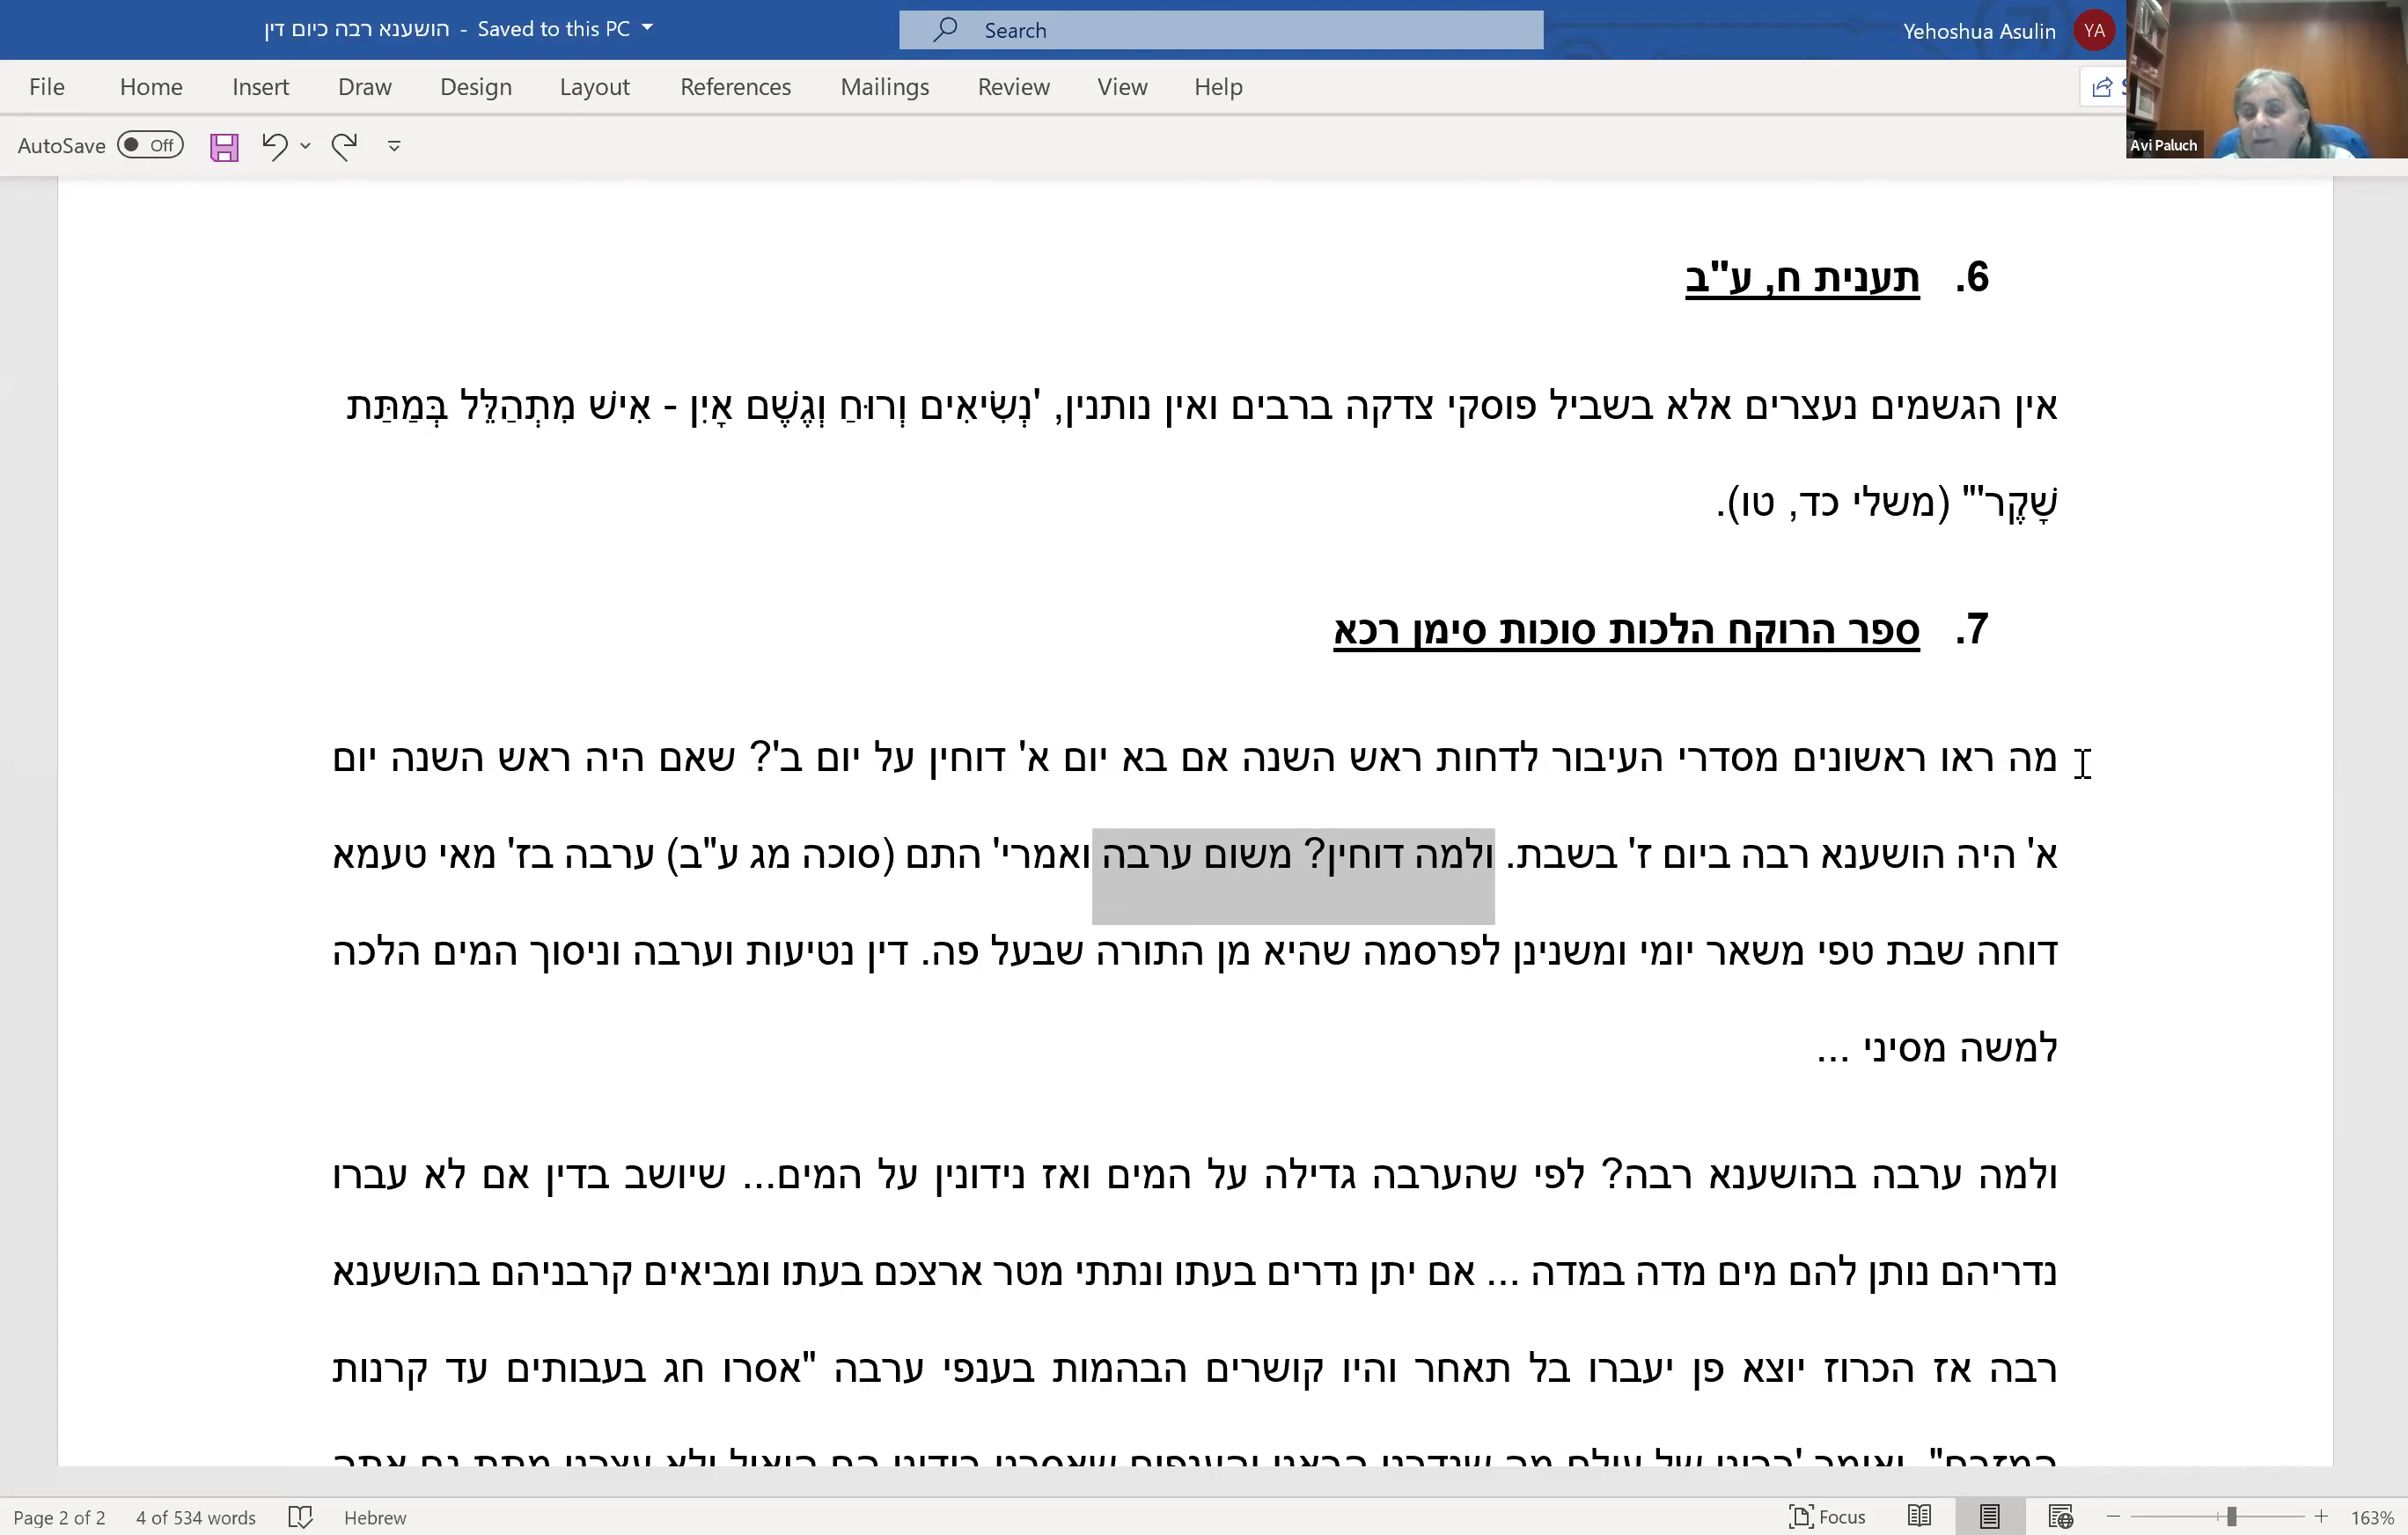 הושענא רבה כיום דין - Saved to this PC
Search
Yehoshua Asulin
YA
File Home Insert Draw Design Layout References Mailings Review View Help
AutoSave Off
Avi Paluch
6. תענית ח, ע"ב
אין הגשמים נעצרים אלא בשביל פוסקי צדקה ברבים ואין נותנין, 'נְשִׂיאִים וְרוּחַ וְגֶשֶׁם אָיִן - אִישׁ מִתְהַלֵּל בְּמַתַּת
שָׁקֶר'" (משלי כד, טו).
7. ספר הרוקח הלכות סוכות סימן רכא
מה ראו ראשונים מסדרי העיבור לדחות ראש השנה אם בא יום א' דוחין על יום ב'? שאם היה ראש השנה יום
א' היה הושענא רבה ביום ז' בשבת. ולמה דוחין? משום ערבה ואמרי' התם (סוכה מג ע"ב) ערבה בז' מאי טעמא
דוחה שבת טפי משאר יומי ומשנינן לפרסמה שהיא מן התורה שבעל פה. דין נטיעות וערבה וניסוך המים הלכה
למשה מסיני ...
ולמה ערבה בהושענא רבה? לפי שהערבה גדילה על המים ואז נידונין על המים... שיושב בדין אם לא עברו
נדריהם נותן להם מים מדה במדה ... אם יתן נדרים בעתו ונתתי מטר ארצכם בעתו ומביאים קרבניהם בהושענא
רבה אז הכרוז יוצא פן יעברו בל תאחר והיו קושרים הבהמות בענפי ערבה "אסרו חג בעבותים עד קרנות
Page 2 of 2 4 of 534 words Hebrew Focus 163%